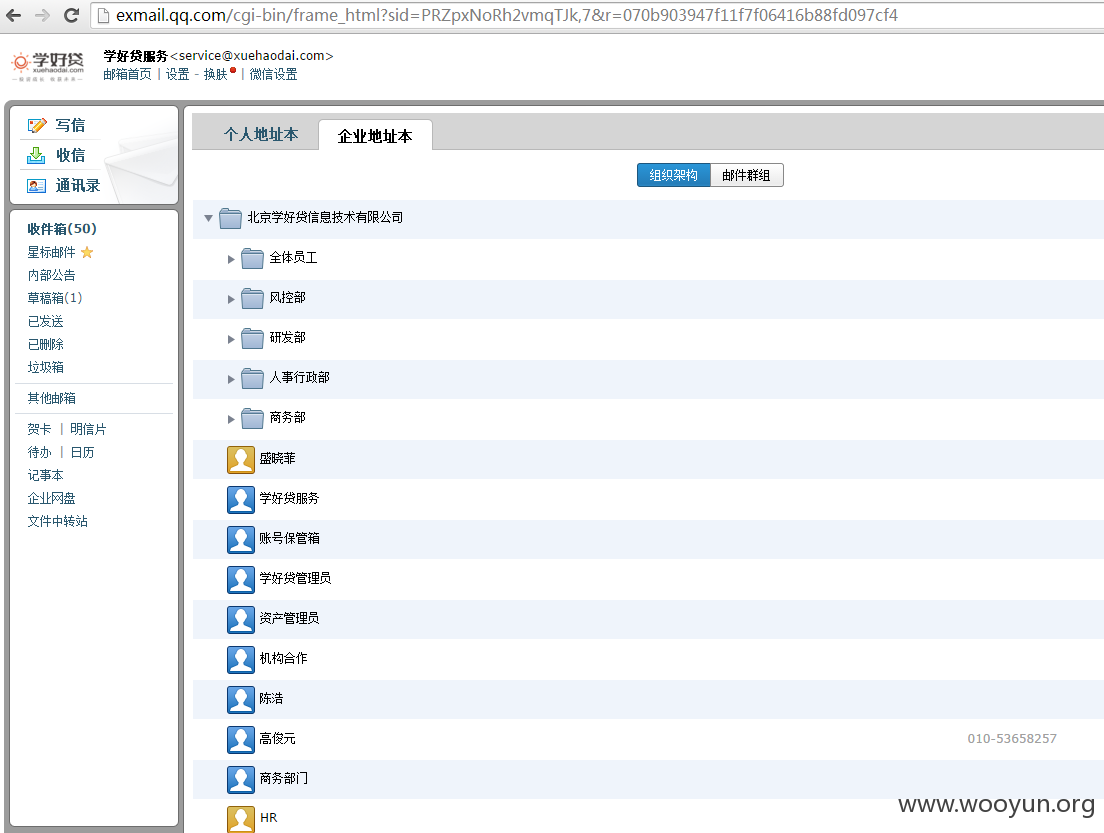 exmail.qq.com/cgi-bin/frame_html?sid=PRZpxNoRh2vmqTJk,7&r=070b903947f11f7f06416b88fd097cf4
学好贷
xuehaodai.com
学好贷服务<service@xuehaodai.com>
邮箱首页 | 设置 - 换肤 | 微信设置
写信
收信
通讯录
收件箱(50)
星标邮件
内部公告
草稿箱(1)
已发送
已删除
垃圾箱
其他邮箱
贺卡 | 明信片
待办 | 日历
记事本
企业网盘
文件中转站
个人地址本 企业地址本
组织架构 邮件群组
北京学好贷信息技术有限公司
全体员工
风控部
研发部
人事行政部
商务部
盛晓菲
学好贷服务
账号保管箱
学好贷管理员
资产管理员
机构合作
陈浩
高俊元 010-53658257
商务部门
HR
www.wooyun.org